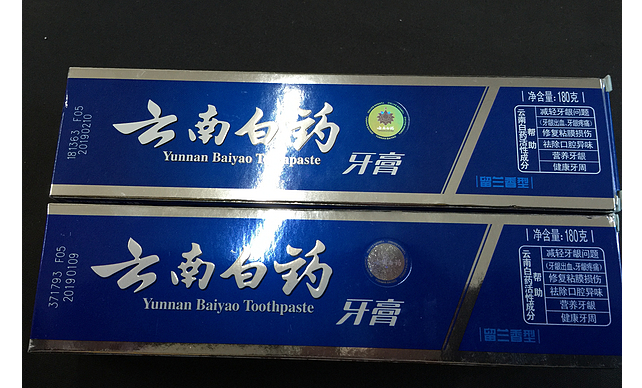 181363 F05
20190210
云南白药
Yunnan Baiyao Toothpaste
牙膏
净含量:180克
云南白药活性成分
帮助
减轻牙龈问题
(牙龈出血、牙龈疼痛)
修复粘膜损伤
祛除口腔异味
营养牙龈
健康牙周
留兰香型
371793 F05
20190109
云南白药
Yunnan Baiyao Toothpaste
牙膏
净含量:180克
云南白药活性成分
帮助
减轻牙龈问题
(牙龈出血、牙龈疼痛)
修复粘膜损伤
祛除口腔异味
营养牙龈
健康牙周
留兰香型